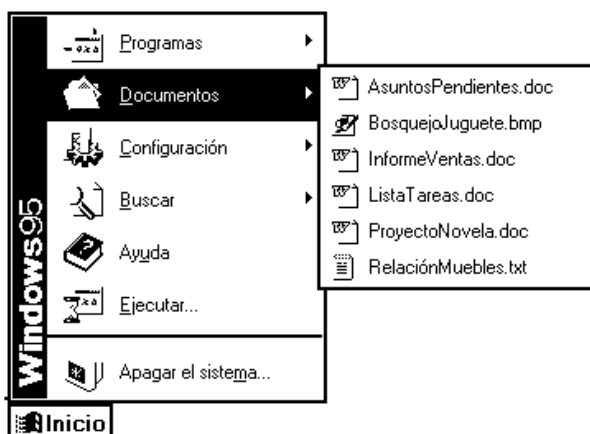 Programas
Documentos
Configuración
Buscar
Ayuda
Ejecutar...
Apagar el sistema...
Windows95
Inicio
AsuntosPendientes.doc
BosquejoJuguete.bmp
InformeVentas.doc
ListaTareas.doc
ProyectoNovela.doc
RelaciónMuebles.txt